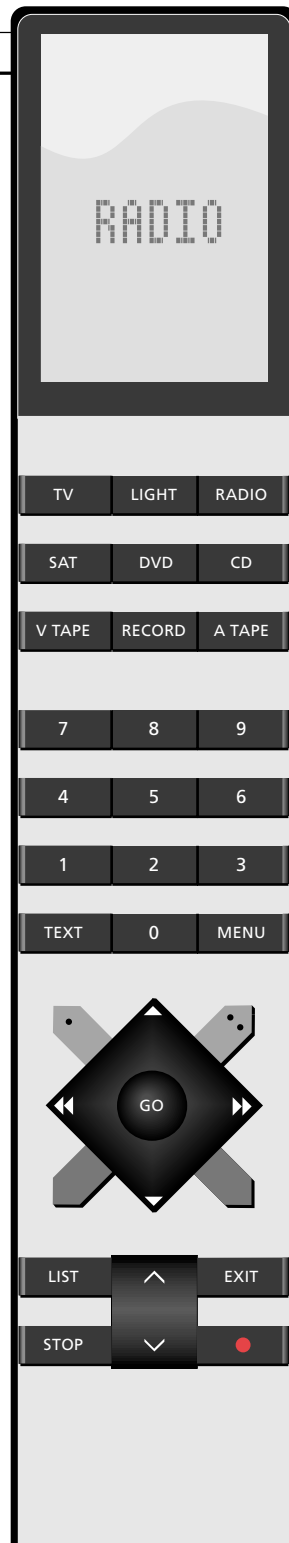 RADIO
TV LIGHT RADIO
SAT DVD CD
V TAPE RECORD A TAPE
7 8 9
4 5 6
1 2 3
TEXT 0 MENU
GO
LIST EXIT
STOP